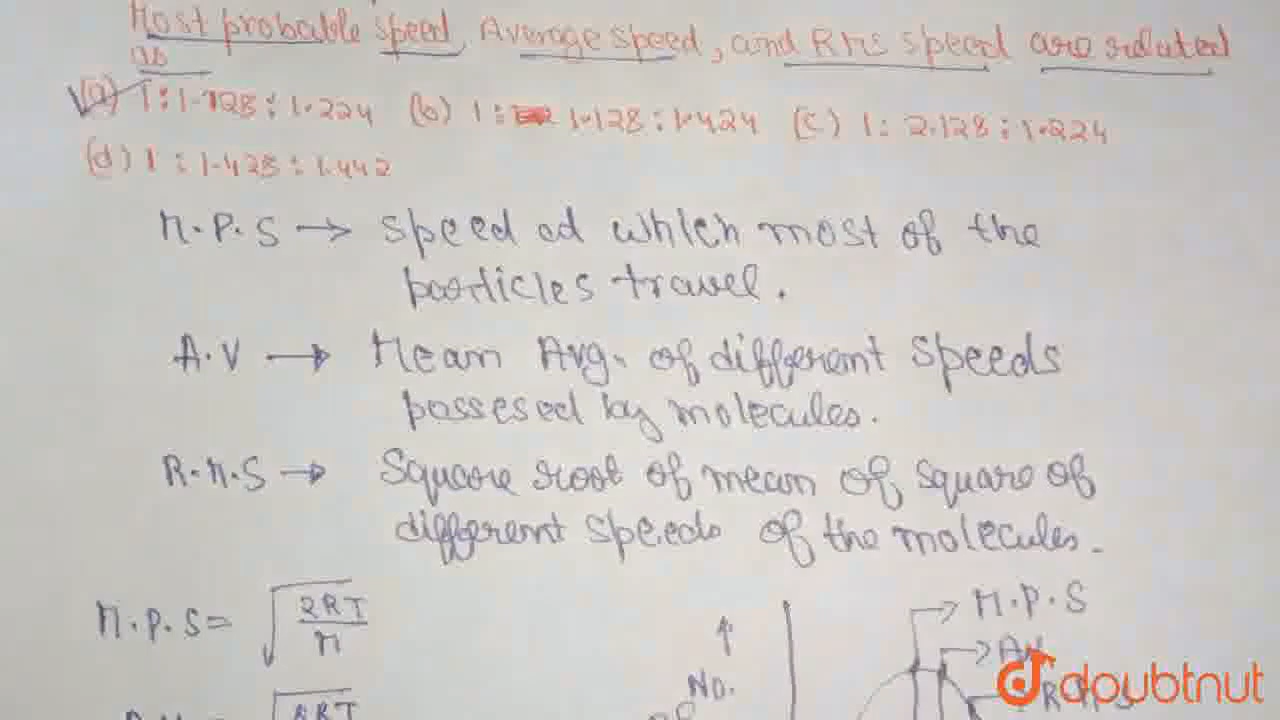 Most probable speed, Average speed, and RMS speed are related
as
(a) 1 : 1.128 : 1.224 (b) 1 : 1.128 : 1.424 (c) 1 : 2.128 : 1.224
(d) 1 : 1.428 : 1.442
M.P.S → Speed at which most of the
particles travel.
A.V → Mean Avg. of different speeds
possesed by molecules.
R.M.S → Square root of mean of square of
different speeds of the molecules.
M.P.S = √2RT/M
M.P.S
AV
No.
R.M.S
8RT
doubtnut